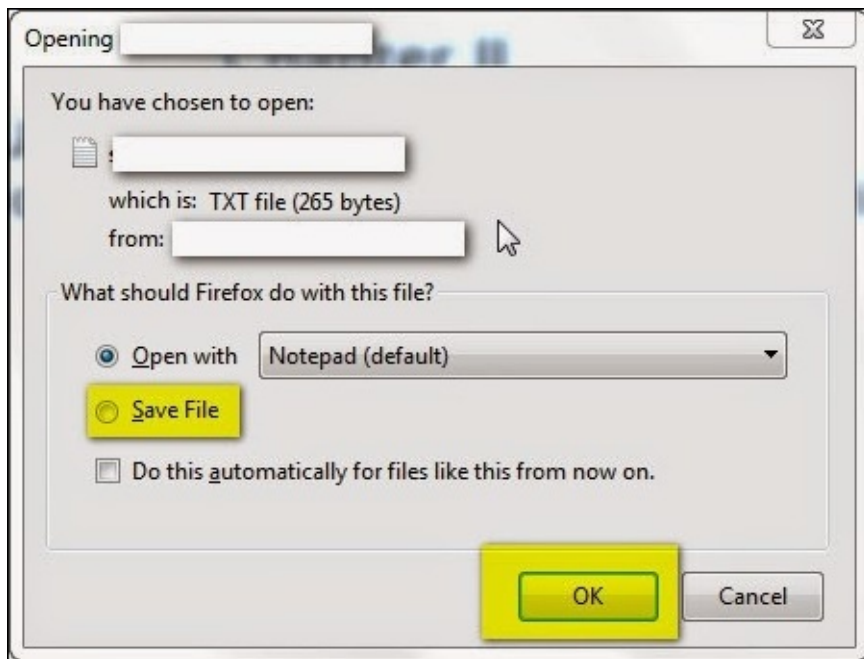 Opening
Chapter II
You have chosen to open:
which is: TXT file (265 bytes)
from:
What should Firefox do with this file?
Open with
Notepad (default)
Save File
Do this automatically for files like this from now on.
OK
Cancel